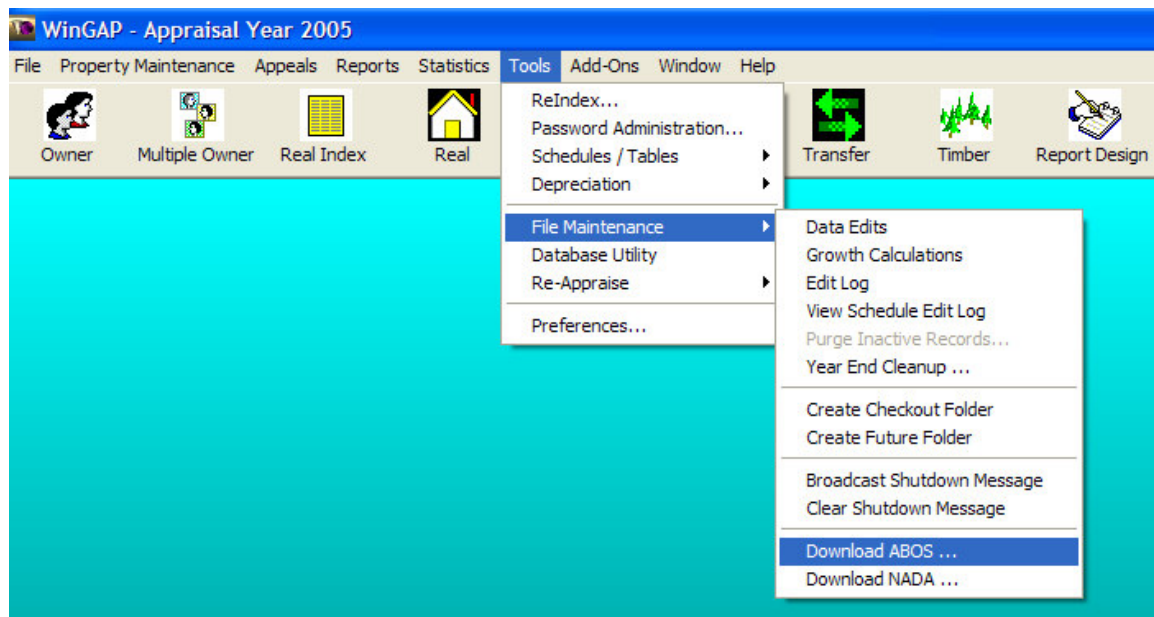 WinGAP - Appraisal Year 2005
File Property Maintenance Appeals Reports Statistics Tools Add-Ons Window Help
Owner Multiple Owner Real Index Real Transfer Timber Report Design
ReIndex...
Password Administration...
Schedules / Tables
Depreciation
File Maintenance
Database Utility
Re-Appraise
Preferences...
Data Edits
Growth Calculations
Edit Log
View Schedule Edit Log
Purge Inactive Records...
Year End Cleanup ...
Create Checkout Folder
Create Future Folder
Broadcast Shutdown Message
Clear Shutdown Message
Download ABOS ...
Download NADA ...